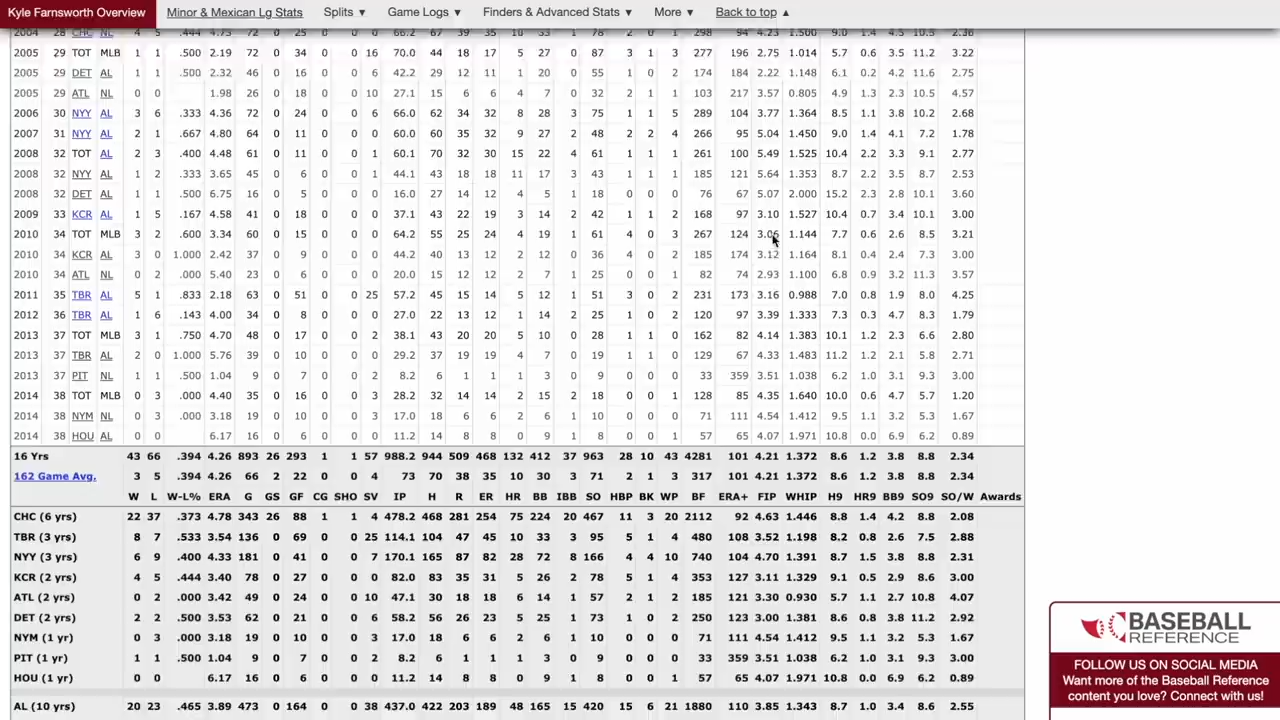 Kyle Farnsworth Overview Minor & Mexican Lg Stats Splits ▼ Game Logs ▼ Finders & Advanced Stats ▼ More ▼ Back to top ▲
2004 28 CHC NL 4 5 .444 4.73 72 0 25 0 0 0 66.2 67 39 35 10 33 1 78 2 0 1 298 94 4.23 1.500 9.0 1.4 4.5 10.5 2.36
2005 29 TOT MLB 1 1 .500 2.19 72 0 34 0 0 16 70.0 44 18 17 5 27 0 87 3 1 3 277 196 2.75 1.014 5.7 0.6 3.5 11.2 3.22
2005 29 DET AL 1 1 .500 2.32 46 0 16 0 0 6 42.2 29 12 11 1 20 0 55 1 0 2 174 184 2.22 1.148 6.1 0.2 4.2 11.6 2.75
2005 29 ATL NL 0 0 1.98 26 0 18 0 0 10 27.1 15 6 6 4 7 0 32 2 1 1 103 217 3.57 0.805 4.9 1.3 2.3 10.5 4.57
2006 30 NYY AL 3 6 .333 4.36 72 0 24 0 0 6 66.0 62 34 32 8 28 3 75 1 1 5 289 104 3.77 1.364 8.5 1.1 3.8 10.2 2.68
2007 31 NYY AL 2 1 .667 4.80 64 0 11 0 0 0 60.0 60 35 32 9 27 2 48 2 2 4 266 95 5.04 1.450 9.0 1.4 4.1 7.2 1.78
2008 32 TOT AL 2 3 .400 4.48 61 0 11 0 0 1 60.1 70 32 30 15 22 4 61 1 1 1 261 100 5.49 1.525 10.4 2.2 3.3 9.1 2.77
2008 32 NYY AL 1 2 .333 3.65 45 0 6 0 0 1 44.1 43 18 18 11 17 3 43 1 1 1 185 121 5.64 1.353 8.7 2.2 3.5 8.7 2.53
2008 32 DET AL 1 1 .500 6.75 16 0 5 0 0 0 16.0 27 14 12 4 5 1 18 0 0 0 76 67 5.07 2.000 15.2 2.3 2.8 10.1 3.60
2009 33 KCR AL 1 5 .167 4.58 41 0 18 0 0 0 37.1 43 22 19 3 14 2 42 1 1 2 168 97 3.10 1.527 10.4 0.7 3.4 10.1 3.00
2010 34 TOT MLB 3 2 .600 3.34 60 0 15 0 0 0 64.2 55 25 24 4 19 1 61 4 0 3 267 124 3.06 1.144 7.7 0.6 2.6 8.5 3.21
2010 34 KCR AL 3 0 1.000 2.42 37 0 9 0 0 0 44.2 40 13 12 2 12 0 36 4 0 2 185 174 3.12 1.164 8.1 0.4 2.4 7.3 3.00
2010 34 ATL NL 0 2 .000 5.40 23 0 6 0 0 0 20.0 15 12 12 2 7 1 25 0 0 1 82 74 2.93 1.100 6.8 0.9 3.2 11.3 3.57
2011 35 TBR AL 5 1 .833 2.18 63 0 51 0 0 25 57.2 45 15 14 5 12 1 51 3 0 2 231 173 3.16 0.988 7.0 0.8 1.9 8.0 4.25
2012 36 TBR AL 1 6 .143 4.00 34 0 8 0 0 0 27.0 22 13 12 1 14 2 25 1 0 2 120 97 3.39 1.333 7.3 0.3 4.7 8.3 1.79
2013 37 TOT MLB 3 1 .750 4.70 48 0 17 0 0 2 38.1 43 20 20 5 10 0 28 1 1 0 162 82 4.14 1.383 10.1 1.2 2.3 6.6 2.80
2013 37 TBR AL 2 0 1.000 5.76 39 0 10 0 0 0 29.2 37 19 19 4 7 0 19 1 1 0 129 67 4.33 1.483 11.2 1.2 2.1 5.8 2.71
2013 37 PIT NL 1 1 .500 1.04 9 0 7 0 0 2 8.2 6 1 1 1 3 0 9 0 0 0 33 359 3.51 1.038 6.2 1.0 3.1 9.3 3.00
2014 38 TOT MLB 0 3 .000 4.40 35 0 16 0 0 3 28.2 32 14 14 2 15 2 18 0 0 1 128 85 4.35 1.640 10.0 0.6 4.7 5.7 1.20
2014 38 NYM NL 0 3 .000 3.18 19 0 10 0 0 3 17.0 18 6 6 2 6 1 10 0 0 0 71 111 4.54 1.412 9.5 1.1 3.2 5.3 1.67
2014 38 HOU AL 0 0 6.17 16 0 6 0 0 0 11.2 14 8 8 0 9 1 8 0 0 1 57 65 4.07 1.971 10.8 0.0 6.9 6.2 0.89
16 Yrs 43 66 .394 4.26 893 26 293 1 1 57 988.2 944 509 468 132 412 37 963 28 10 43 4281 101 4.21 1.372 8.6 1.2 3.8 8.8 2.34
162 Game Avg. 3 5 .394 4.26 66 2 22 0 0 4 73 70 38 35 10 30 3 71 2 1 3 317 101 4.21 1.372 8.6 1.2 3.8 8.8 2.34
W L W-L% ERA G GS GF CG SHO SV IP H R ER HR BB IBB SO HBP BK WP BF ERA+ FIP WHIP H9 HR9 BB9 SO9 SO/W Awards
CHC (6 yrs) 22 37 .373 4.78 343 26 88 1 1 4 478.2 468 281 254 75 224 20 467 11 3 20 2112 92 4.63 1.446 8.8 1.4 4.2 8.8 2.08
TBR (3 yrs) 8 7 .533 3.54 136 0 69 0 0 25 114.1 104 47 45 10 33 3 95 5 1 4 480 108 3.52 1.198 8.2 0.8 2.6 7.5 2.88
NYY (3 yrs) 6 9 .400 4.33 181 0 41 0 0 7 170.1 165 87 82 28 72 8 166 4 4 10 740 104 4.70 1.391 8.7 1.5 3.8 8.8 2.31
KCR (2 yrs) 4 5 .444 3.40 78 0 27 0 0 0 82.0 83 35 31 5 26 2 78 5 1 4 353 127 3.11 1.329 9.1 0.5 2.9 8.6 3.00
ATL (2 yrs) 0 2 .000 3.42 49 0 24 0 0 10 47.1 30 18 18 6 14 1 57 2 1 2 185 121 3.30 0.930 5.7 1.1 2.7 10.8 4.07
DET (2 yrs) 2 2 .500 3.53 62 0 21 0 0 6 58.2 56 26 23 5 25 1 73 1 0 2 250 123 3.00 1.381 8.6 0.8 3.8 11.2 2.92
NYM (1 yr) 0 3 .000 3.18 19 0 10 0 0 3 17.0 18 6 6 2 6 1 10 0 0 0 71 111 4.54 1.412 9.5 1.1 3.2 5.3 1.67
PIT (1 yr) 1 1 .500 1.04 9 0 7 0 0 2 8.2 6 1 1 1 3 0 9 0 0 0 33 359 3.51 1.038 6.2 1.0 3.1 9.3 3.00
HOU (1 yr) 0 0 6.17 16 0 6 0 0 0 11.2 14 8 8 0 9 1 8 0 0 1 57 65 4.07 1.971 10.8 0.0 6.9 6.2 0.89
AL (10 yrs) 20 23 .465 3.89 473 0 164 0 0 38 437.0 422 203 189 48 165 15 420 15 6 21 1880 110 3.85 1.343 8.7 1.0 3.4 8.6 2.55
BASEBALL
REFERENCE
FOLLOW US ON SOCIAL MEDIA
Want more of the Baseball Reference
content you love? Connect with us!